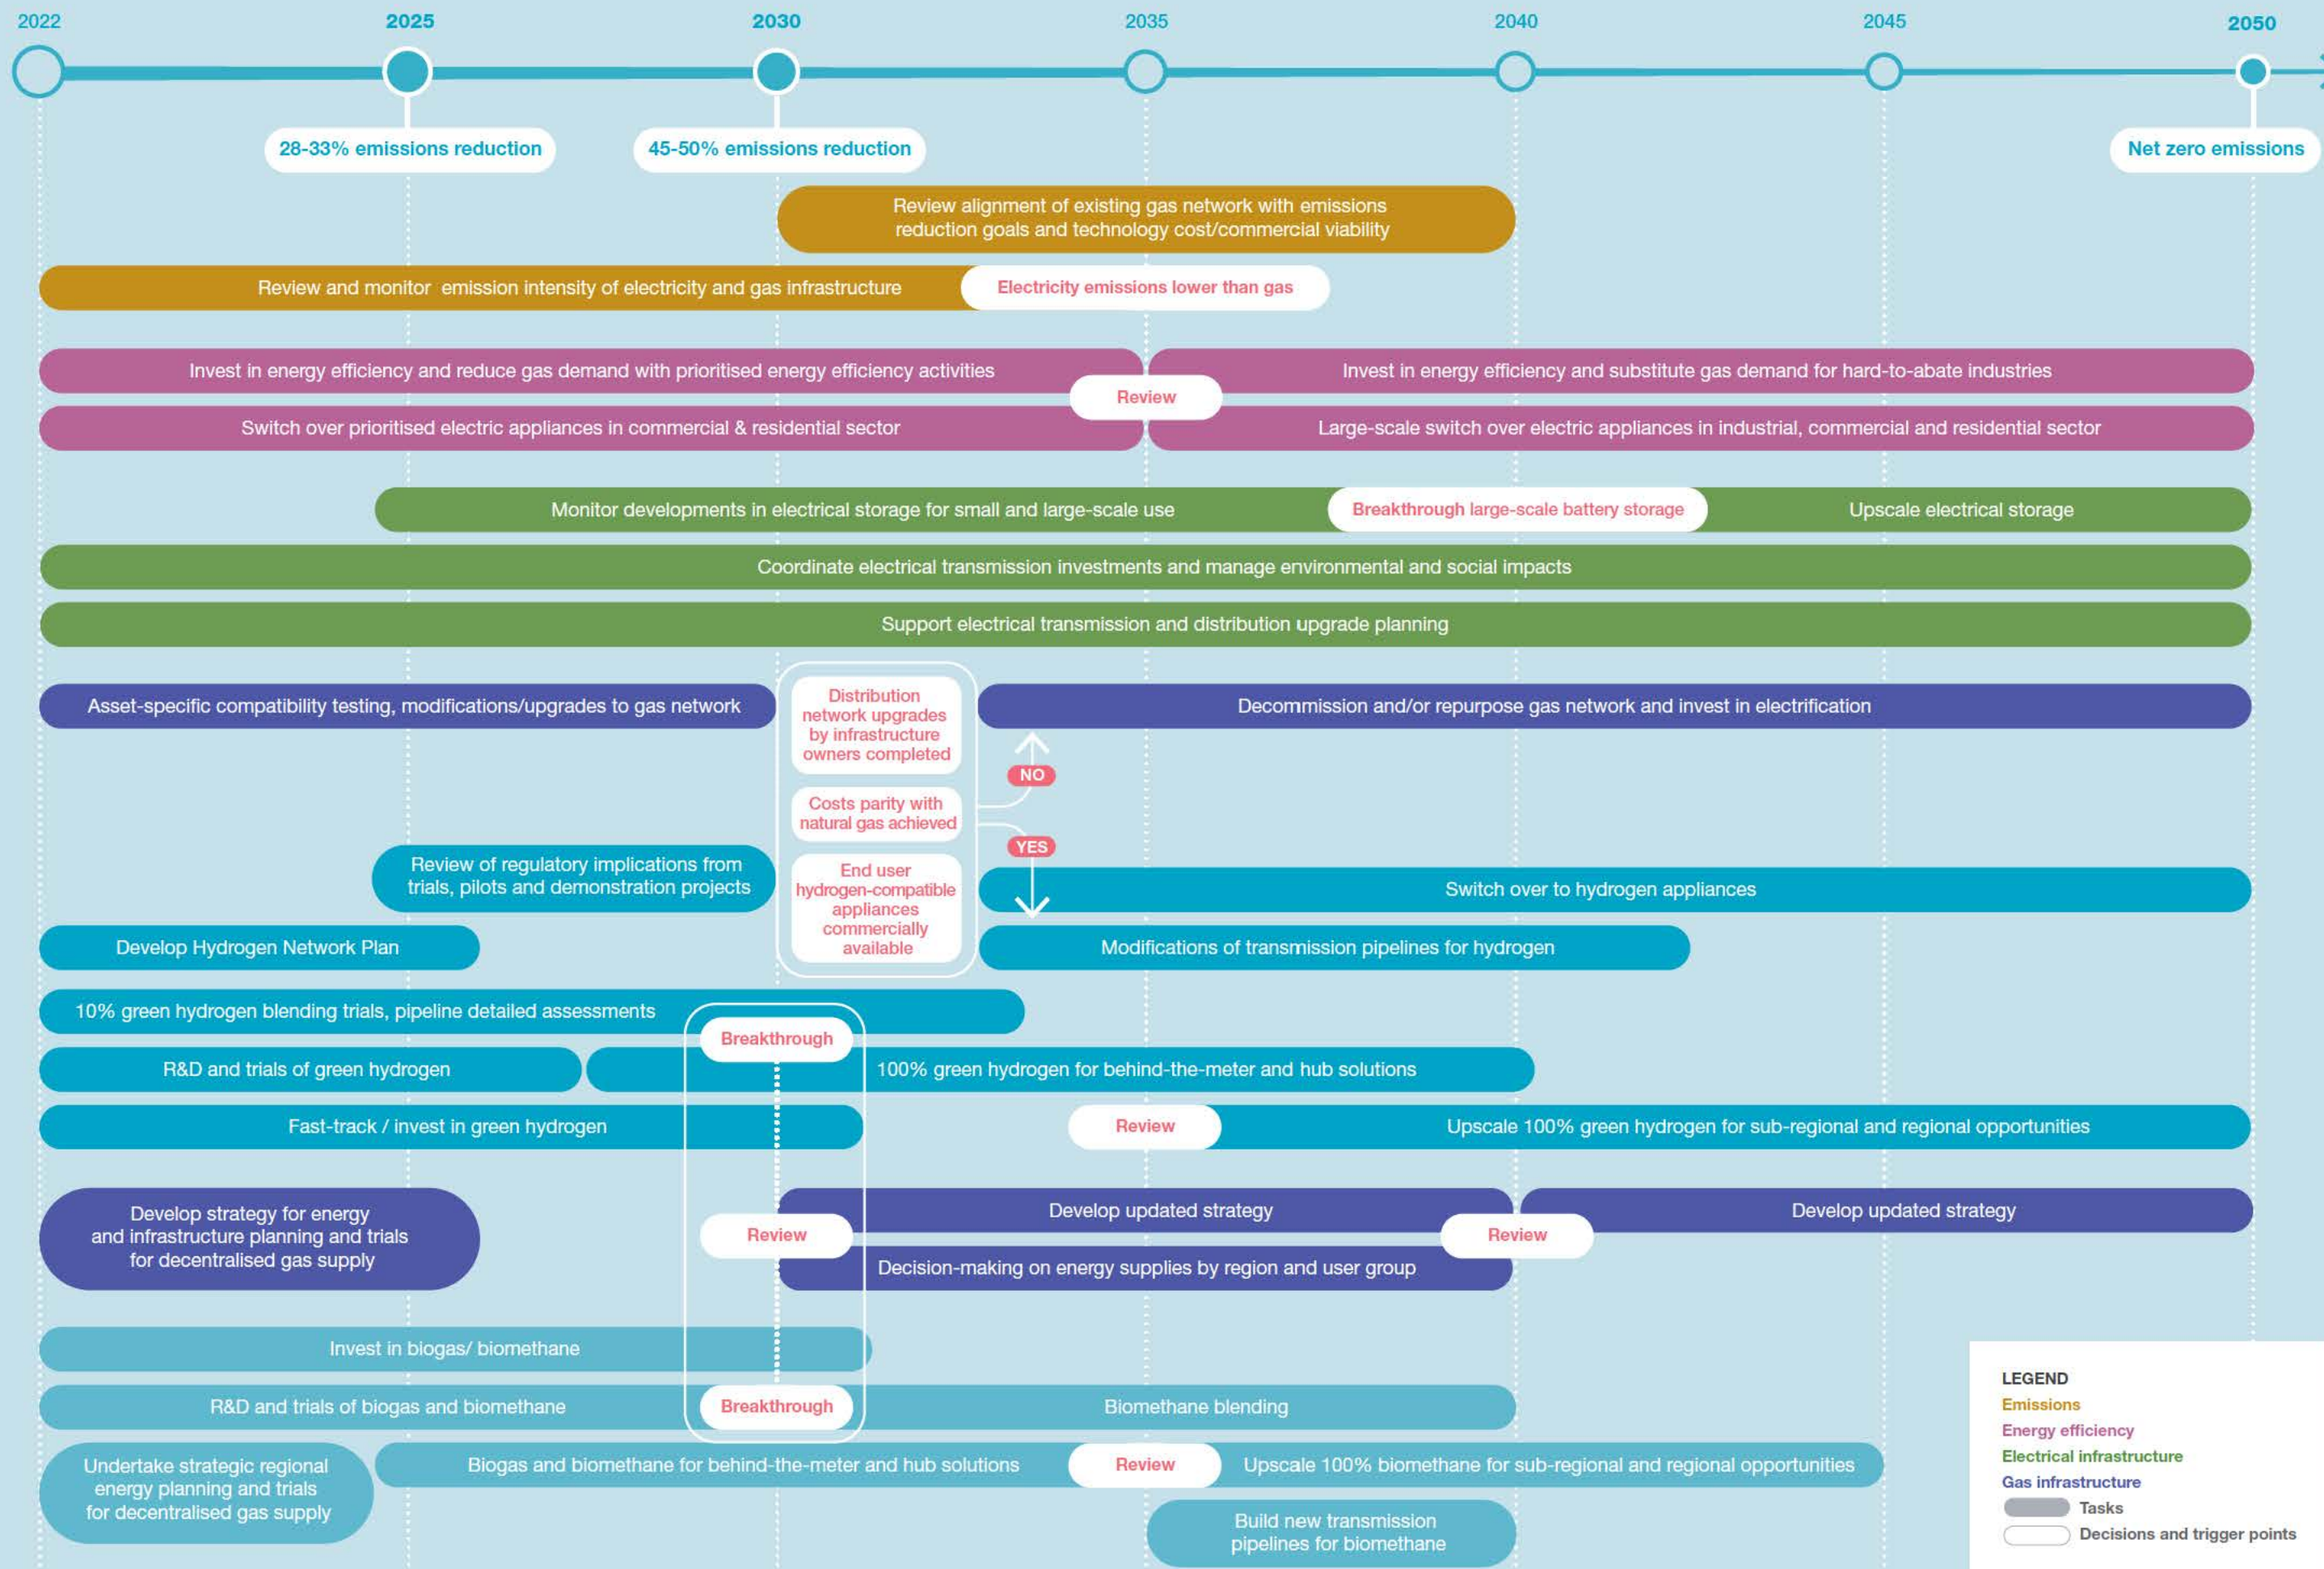 2022
2025
2030
2035
2040
2045
2050
28-33% emissions reduction
45-50% emissions reduction
Net zero emissions
Review alignment of existing gas network with emissions
reduction goals and technology cost/commercial viability
Review and monitor emission intensity of electricity and gas infrastructure
Electricity emissions lower than gas
Invest in energy efficiency and reduce gas demand with prioritised energy efficiency activities
Invest in energy efficiency and substitute gas demand for hard-to-abate industries
Review
Switch over prioritised electric appliances in commercial & residential sector
Large-scale switch over electric appliances in industrial, commercial and residential sector
Monitor developments in electrical storage for small and large-scale use
Breakthrough large-scale battery storage
Upscale electrical storage
Coordinate electrical transmission investments and manage environmental and social impacts
Support electrical transmission and distribution upgrade planning
Asset-specific compatibility testing, modifications/upgrades to gas network
Distribution
network upgrades
by infrastructure
owners completed
Decommission and/or repurpose gas network and invest in electrification
NO
Costs parity with
natural gas achieved
YES
Review of regulatory implications from
trials, pilots and demonstration projects
End user
hydrogen-compatible
appliances
commercially
available
Switch over to hydrogen appliances
Develop Hydrogen Network Plan
Modifications of transmission pipelines for hydrogen
10% green hydrogen blending trials, pipeline detailed assessments
Breakthrough
R&D and trials of green hydrogen
100% green hydrogen for behind-the-meter and hub solutions
Fast-track / invest in green hydrogen
Review
Upscale 100% green hydrogen for sub-regional and regional opportunities
Develop strategy for energy
and infrastructure planning and trials
for decentralised gas supply
Develop updated strategy
Develop updated strategy
Review
Review
Decision-making on energy supplies by region and user group
Invest in biogas/ biomethane
R&D and trials of biogas and biomethane
Breakthrough
Biomethane blending
Undertake strategic regional
energy planning and trials
for decentralised gas supply
Biogas and biomethane for behind-the-meter and hub solutions
Review
Upscale 100% biomethane for sub-regional and regional opportunities
Build new transmission
pipelines for biomethane
LEGEND
Emissions
Energy efficiency
Electrical infrastructure
Gas infrastructure
Tasks
Decisions and trigger points